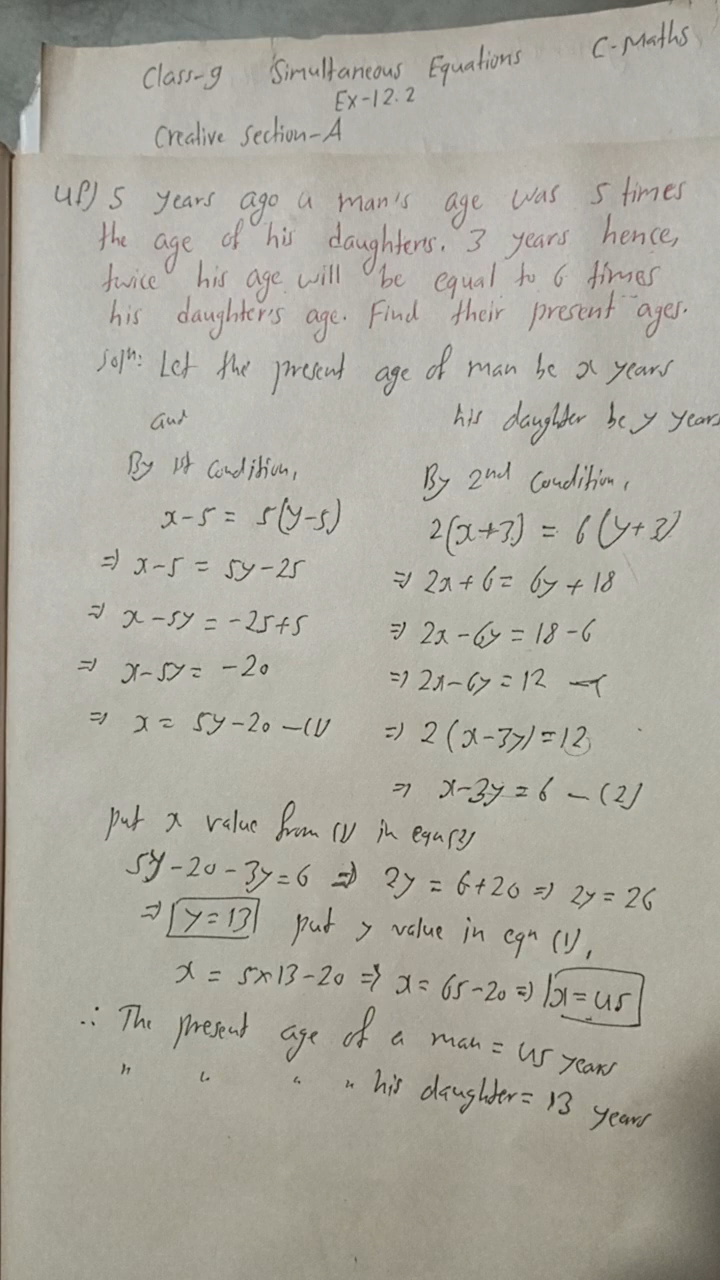 Class-9 Simultaneous Equations C-Maths
Ex-12.2
Creative Section-A
4f) 5 years ago a man's age was 5 times
the age of his daughters. 3 years hence,
twice his age will be equal to 6 times
his daughter's age. Find their present ages.
Solⁿ: Let the present age of man be x years
and his daughter be y years
By 1st Condition, By 2nd Condition,
x-5 = 5(y-5) 2(x+3) = 6(y+3)
⇒ x-5 = 5y-25 ⇒ 2x+6 = 6y+18
⇒ x-5y = -25+5 ⇒ 2x-6y = 18-6
⇒ x-5y = -20 ⇒ 2x-6y = 12
⇒ x = 5y-20 -(1) ⇒ 2(x-3y) = 12
⇒ x-3y = 6 -(2)
put x value from (1) in eqn(2)
5y-20-3y=6 ⇒ 2y = 6+20 ⇒ 2y = 26
⇒ y=13 put y value in eqn (1),
x = 5×13-20 ⇒ x = 65-20 ⇒ x=45
∴ The present age of a man = 45 years
" " " " his daughter = 13 years